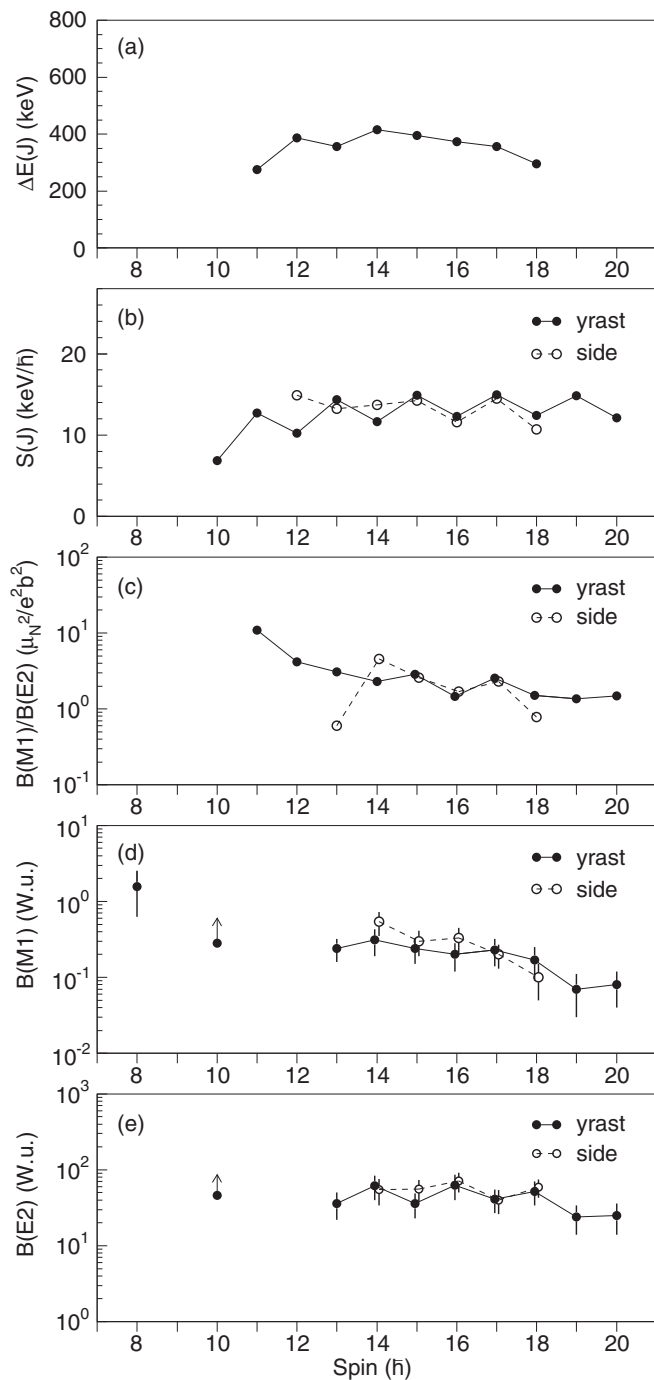 (a)
ΔE(J) (keV)
800
600
400
200
0
8 10 12 14 16 18 20
(b)
yrast
side
S(J) (keV/ħ)
20
10
0
8 10 12 14 16 18 20
(c)
yrast
side
B(M1)/B(E2) (μN²/e²b²)
10²
10¹
10⁰
10⁻¹
8 10 12 14 16 18 20
(d)
yrast
side
B(M1) (W.u.)
10¹
10⁰
10⁻¹
10⁻²
8 10 12 14 16 18 20
(e)
yrast
side
B(E2) (W.u.)
10³
10²
10¹
10⁰
8 10 12 14 16 18 20
Spin (ħ)